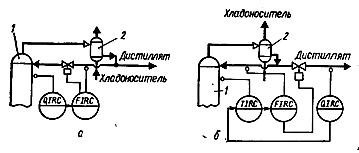 Хладоноситель
1
2
Дистиллят
Хладоноситель
QIRC
FIRC
а
2
Дистиллят
1
TIRC
FIRC
QIRC
б